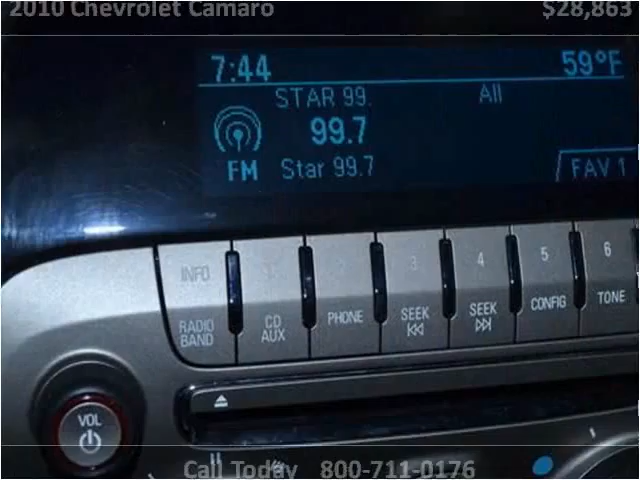 2010 Chevrolet Camaro $28,863
7:44 59°F
STAR 99. All
99.7
FM Star 99.7 FAV 1
INFO 3 4 5 6
RADIO BAND CD AUX PHONE SEEK SEEK CONFIG TONE
VOL
Call Today 800-711-0176